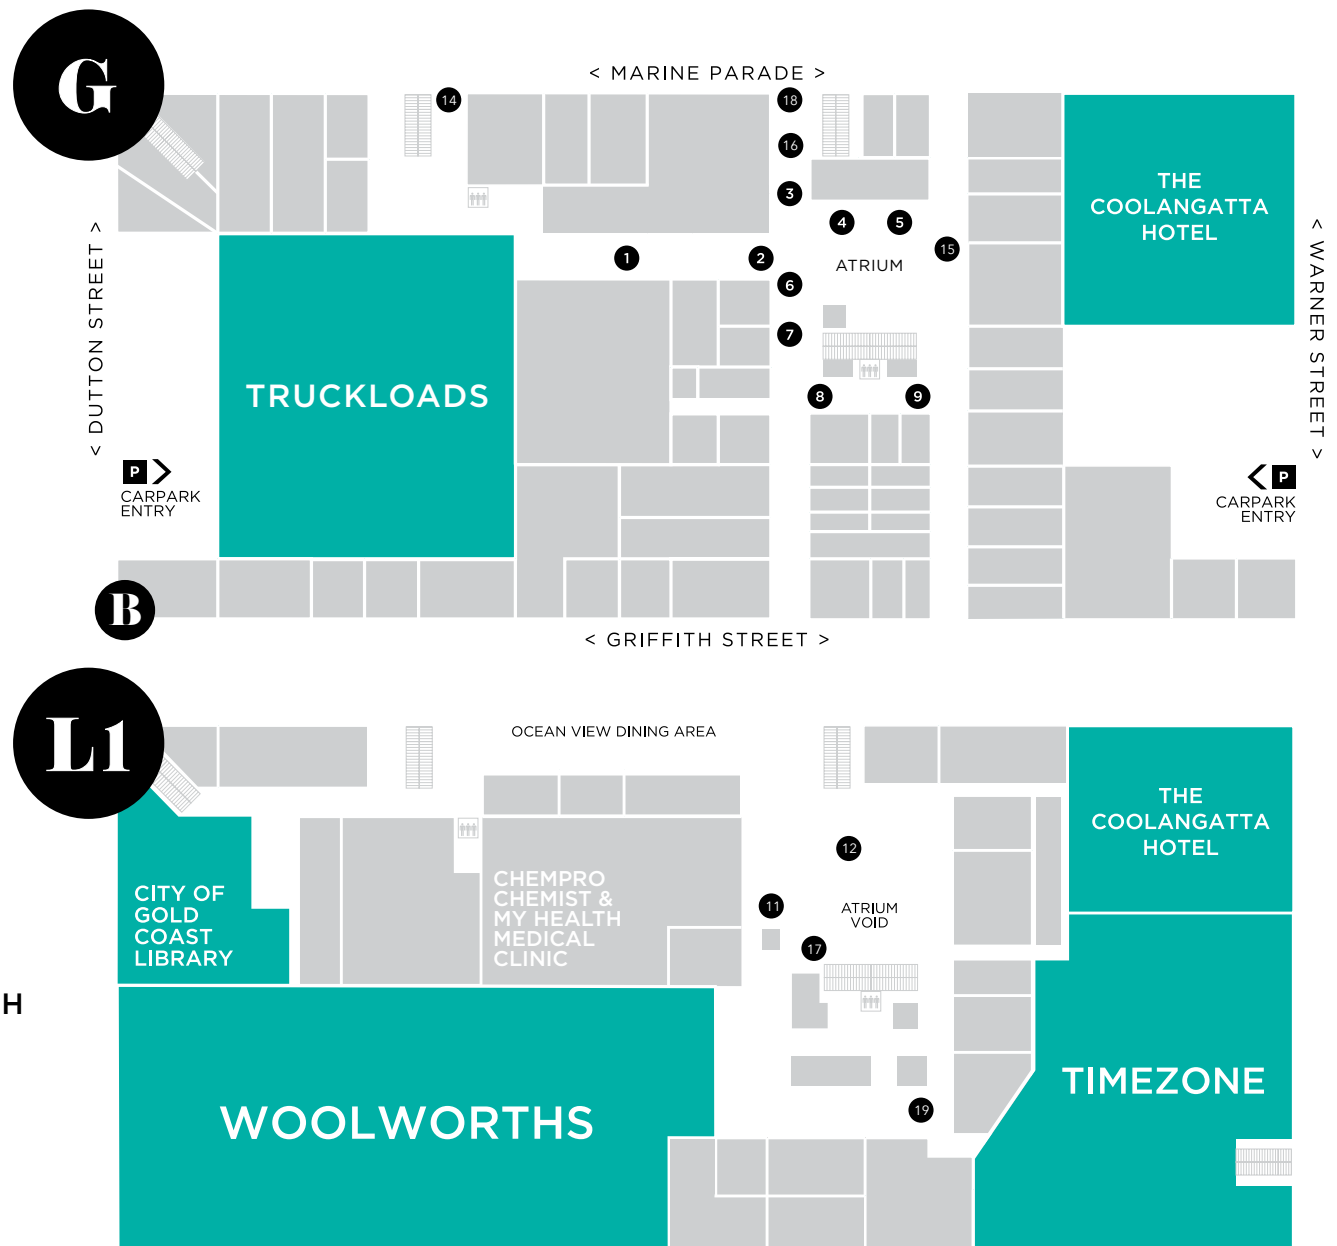 G
< MARINE PARADE >
14
18
16
3
4
5
15
1
2
6
7
8
9
ATRIUM
THE
COOLANGATTA
HOTEL
< DUTTON STREET >
< WARNER STREET >
TRUCKLOADS
P
CARPARK
ENTRY
P
CARPARK
ENTRY
B
< GRIFFITH STREET >
L1
OCEAN VIEW DINING AREA
THE
COOLANGATTA
HOTEL
12
11
17
ATRIUM
VOID
CITY OF
GOLD
COAST
LIBRARY
CHEMPRO
CHEMIST &
MY HEALTH
MEDICAL
CLINIC
H
WOOLWORTHS
TIMEZONE
19